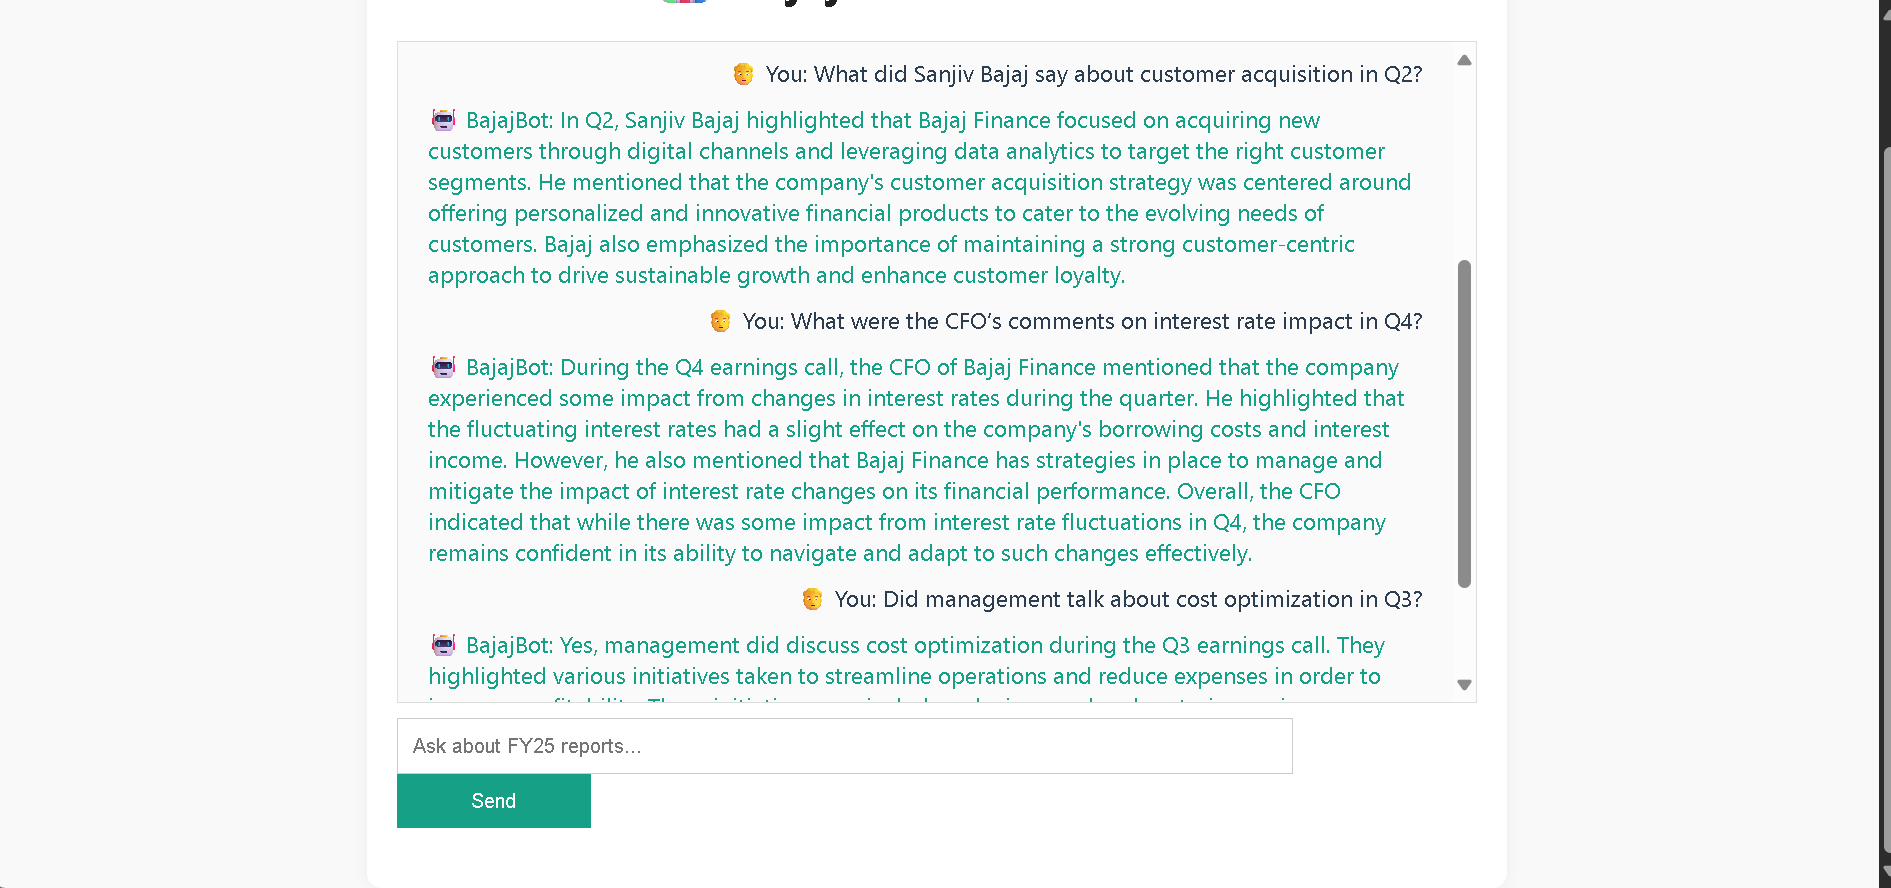 You: What did Sanjiv Bajaj say about customer acquisition in Q2?
BajajBot: In Q2, Sanjiv Bajaj highlighted that Bajaj Finance focused on acquiring new
customers through digital channels and leveraging data analytics to target the right customer
segments. He mentioned that the company's customer acquisition strategy was centered around
offering personalized and innovative financial products to cater to the evolving needs of
customers. Bajaj also emphasized the importance of maintaining a strong customer-centric
approach to drive sustainable growth and enhance customer loyalty.
You: What were the CFO’s comments on interest rate impact in Q4?
BajajBot: During the Q4 earnings call, the CFO of Bajaj Finance mentioned that the company
experienced some impact from changes in interest rates during the quarter. He highlighted that
the fluctuating interest rates had a slight effect on the company's borrowing costs and interest
income. However, he also mentioned that Bajaj Finance has strategies in place to manage and
mitigate the impact of interest rate changes on its financial performance. Overall, the CFO
indicated that while there was some impact from interest rate fluctuations in Q4, the company
remains confident in its ability to navigate and adapt to such changes effectively.
You: Did management talk about cost optimization in Q3?
BajajBot: Yes, management did discuss cost optimization during the Q3 earnings call. They
highlighted various initiatives taken to streamline operations and reduce expenses in order to
Ask about FY25 reports...
Send